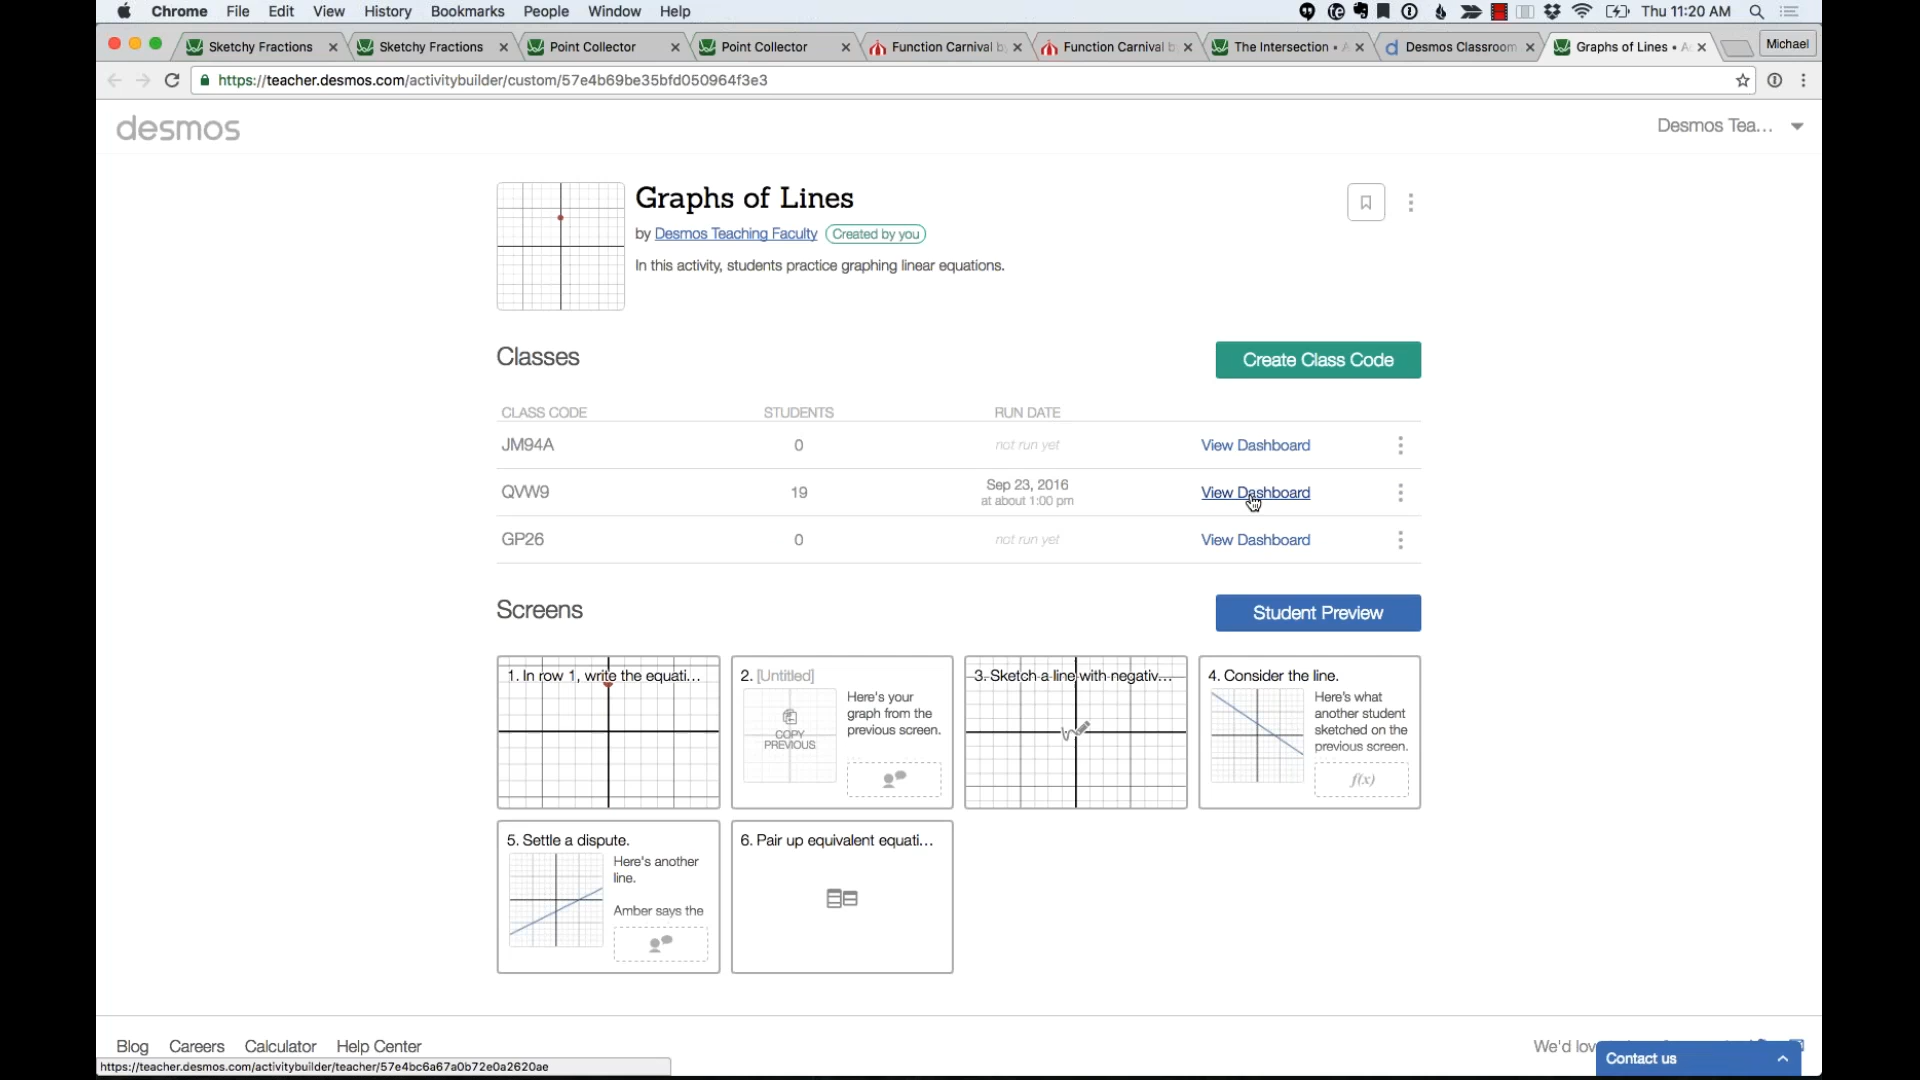 Chrome File Edit View History Bookmarks People Window Help Thu 11:20 AM
Sketchy Fractions Sketchy Fractions Point Collector Point Collector Function Carnival b Function Carnival b The Intersection • Desmos Classroom Graphs of Lines • Michael
https://teacher.desmos.com/activitybuilder/custom/57e4b69be35bfd050964f3e3
desmos
Desmos Tea...
Graphs of Lines
by Desmos Teaching Faculty Created by you
In this activity, students practice graphing linear equations.
Classes
Create Class Code
CLASS CODE STUDENTS RUN DATE
JM94A 0 not run yet View Dashboard
QVW9 19 Sep 23, 2016 View Dashboard
at about 1:00 pm
GP26 0 not run yet View Dashboard
Screens
Student Preview
1. In row 1, write the equati...
2. [Untitled]
COPY
PREVIOUS
Here's your
graph from the
previous screen.
3. Sketch a line with negativ...
4. Consider the line.
Here's what
another student
sketched on the
previous screen.
f(x)
5. Settle a dispute.
Here's another
line.
Amber says the
6. Pair up equivalent equati...
Blog Careers Calculator Help Center
We'd lov
Contact us
https://teacher.desmos.com/activitybuilder/teacher/57e4bc6a67a0b72e0a2620ae